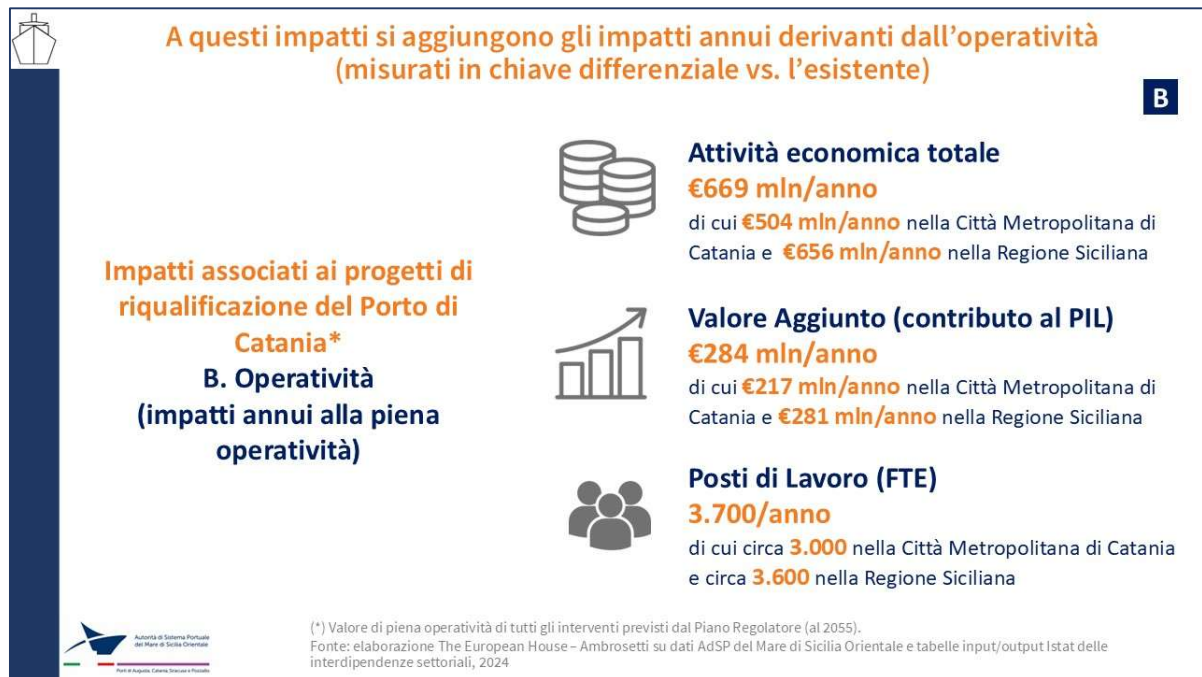 A questi impatti si aggiungono gli impatti annui derivanti dall'operatività
(misurati in chiave differenziale vs. l'esistente)
B
Impatti associati ai progetti di
riqualificazione del Porto di
Catania*
B. Operatività
(impatti annui alla piena
operatività)
Attività economica totale
€669 mln/anno
di cui €504 mln/anno nella Città Metropolitana di
Catania e €656 mln/anno nella Regione Siciliana
Valore Aggiunto (contributo al PIL)
€284 mln/anno
di cui €217 mln/anno nella Città Metropolitana di
Catania e €281 mln/anno nella Regione Siciliana
Posti di Lavoro (FTE)
3.700/anno
di cui circa 3.000 nella Città Metropolitana di Catania
e circa 3.600 nella Regione Siciliana
Autorità di Sistema Portuale
del Mare di Sicilia Orientale
Porti di Augusta, Catania, Siracusa e Pozzallo
(*) Valore di piena operatività di tutti gli interventi previsti dal Piano Regolatore (al 2055).
Fonte: elaborazione The European House – Ambrosetti su dati AdSP del Mare di Sicilia Orientale e tabelle input/output Istat delle
interdipendenze settoriali, 2024